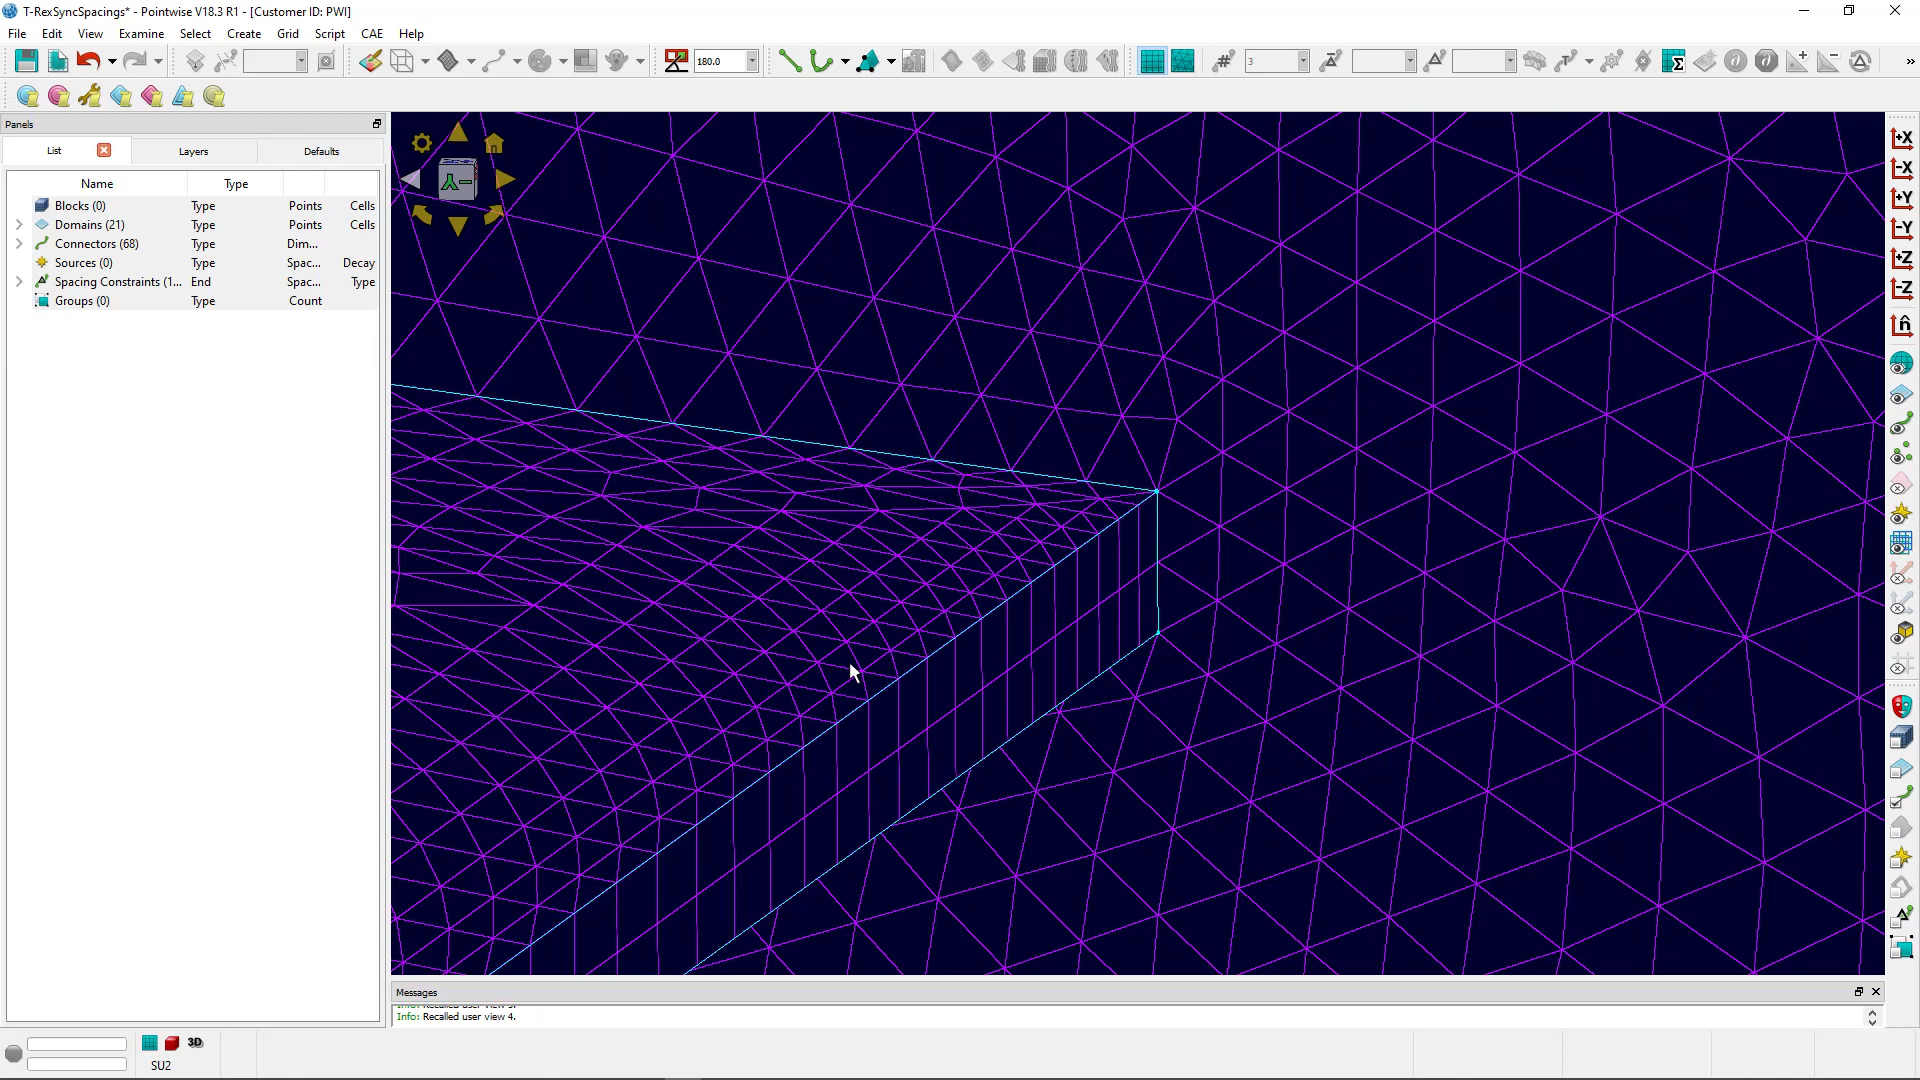 T-RexSyncSpacings* - Pointwise V18.3 R1 - [Customer ID: PWI]
File Edit View Examine Select Create Grid Script CAE Help
180.0
3
Panels
List Layers Defaults
Name Type
Blocks (0) Type Points Cells
Domains (21) Type Points Cells
Connectors (68) Type Dim...
Sources (0) Type Spac... Decay
Spacing Constraints (1... End Spac... Type
Groups (0) Type Count
+X
-X
+Y
-Y
+Z
-Z
n̂
Messages
Info: Recalled user view 4.
3D
SU2